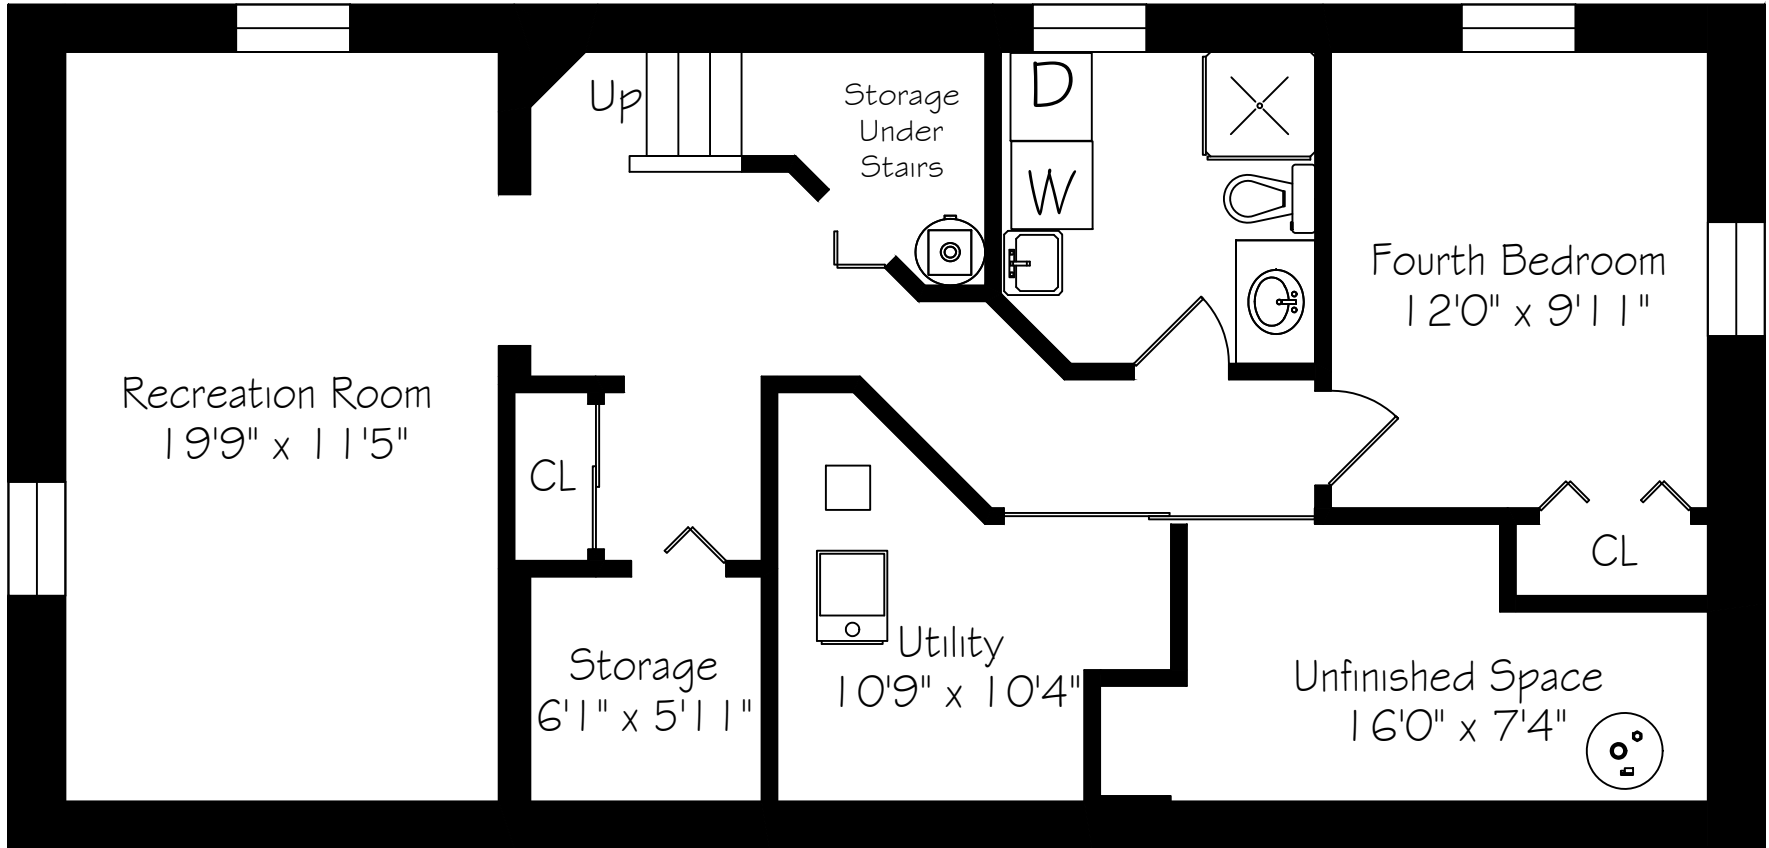 Up
Storage
Under
Stairs
D
W
Fourth Bedroom
12'0" x 9'11"
Recreation Room
19'9" x 11'5"
CL
CL
Storage
6'1" x 5'11"
Utility
10'9" x 10'4"
Unfinished Space
16'0" x 7'4"